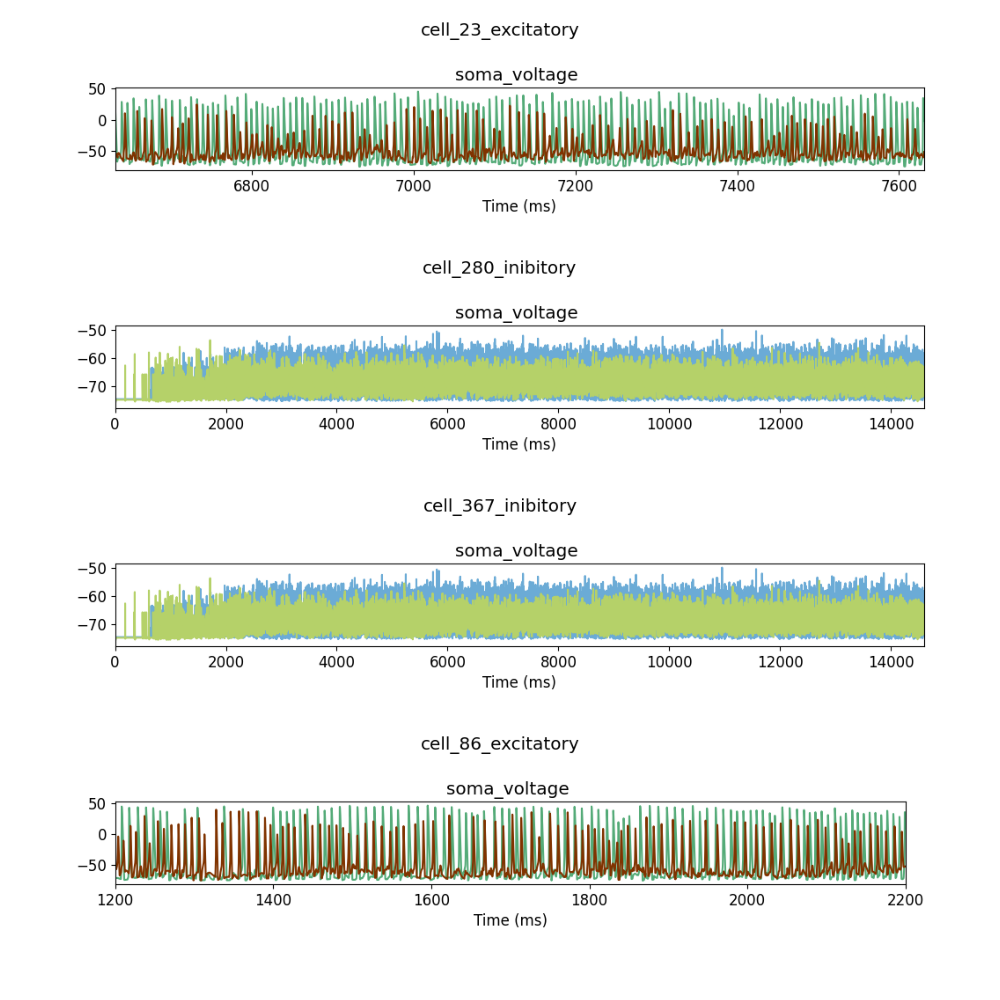 cell_23_excitatory
soma_voltage
50
0
−50
6800 7000 7200 7400 7600
Time (ms)
cell_280_inibitory
soma_voltage
−50
−60
−70
0 2000 4000 6000 8000 10000 12000 14000
Time (ms)
cell_367_inibitory
soma_voltage
−50
−60
−70
0 2000 4000 6000 8000 10000 12000 14000
Time (ms)
cell_86_excitatory
soma_voltage
50
0
−50
1200 1400 1600 1800 2000 2200
Time (ms)